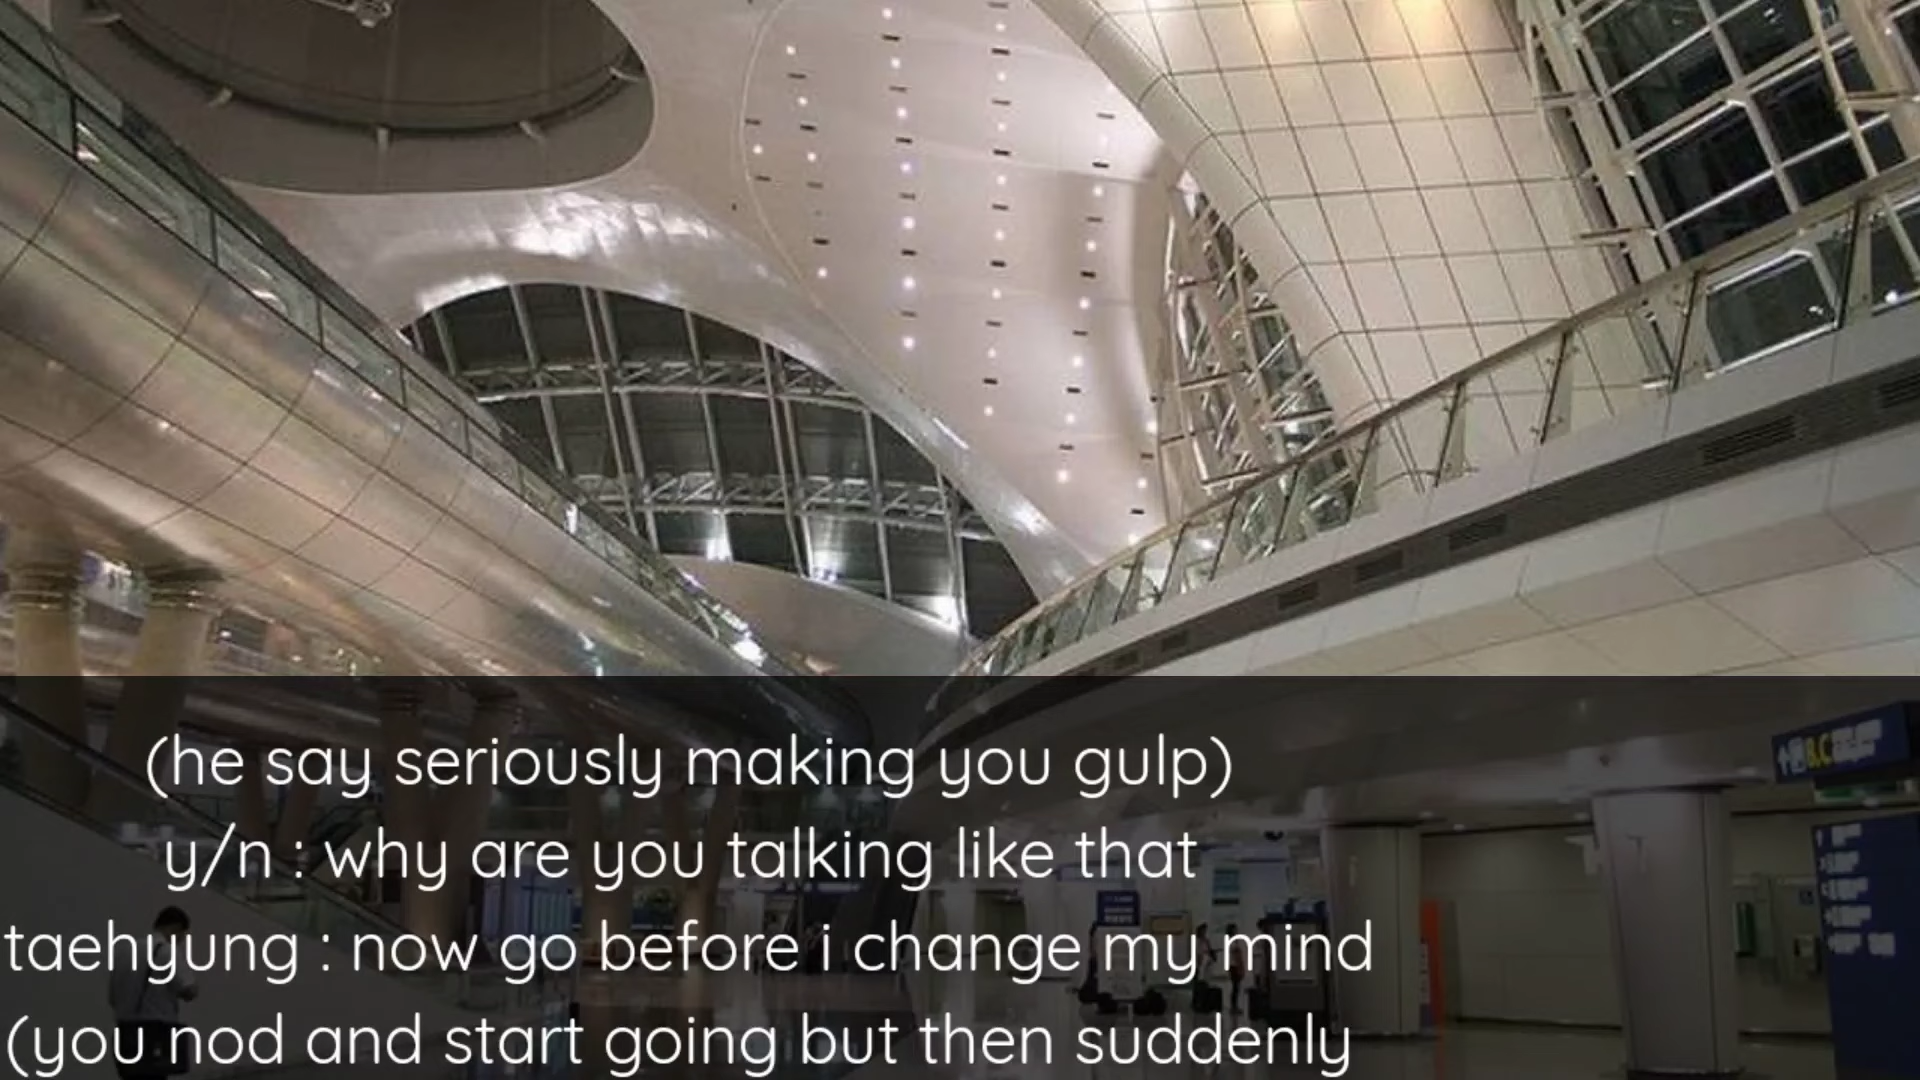 (he say seriously making you gulp)
y/n : why are you talking like that
taehyung : now go before i change my mind
(you nod and start going but then suddenly
B,C